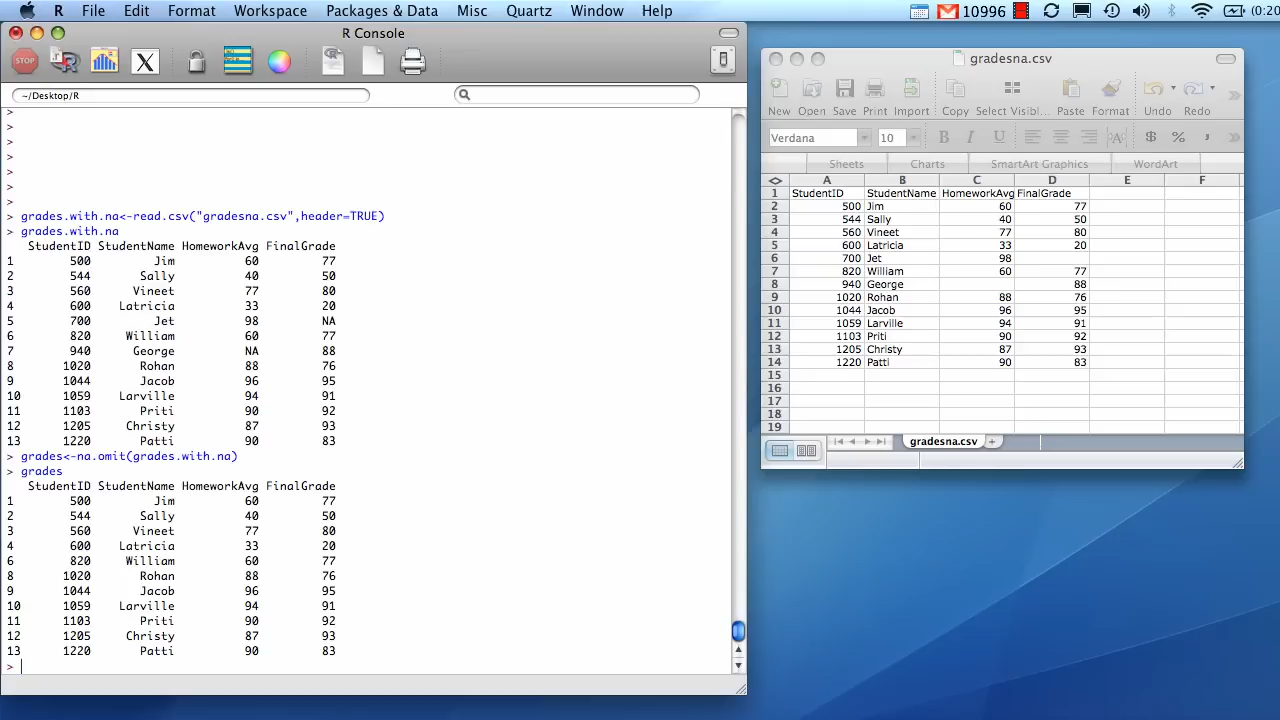 R File Edit Format Workspace Packages & Data Misc Quartz Window Help 10996 (0:20
R Console
STOP
X
R
~/Desktop/R
>
>
>
>
>
>
>
> grades.with.na<-read.csv("gradesna.csv",header=TRUE)
> grades.with.na
StudentID StudentName HomeworkAvg FinalGrade
1 500 Jim 60 77
2 544 Sally 40 50
3 560 Vineet 77 80
4 600 Latricia 33 20
5 700 Jet 98 NA
6 820 William 60 77
7 940 George NA 88
8 1020 Rohan 88 76
9 1044 Jacob 96 95
10 1059 Larville 94 91
11 1103 Priti 90 92
12 1205 Christy 87 93
13 1220 Patti 90 83
> grades<-na.omit(grades.with.na)
> grades
StudentID StudentName HomeworkAvg FinalGrade
1 500 Jim 60 77
2 544 Sally 40 50
3 560 Vineet 77 80
4 600 Latricia 33 20
6 820 William 60 77
8 1020 Rohan 88 76
9 1044 Jacob 96 95
10 1059 Larville 94 91
11 1103 Priti 90 92
12 1205 Christy 87 93
13 1220 Patti 90 83
>
gradesna.csv
New Open Save Print Import Copy Select Visibl... Paste Format Undo Redo
Verdana 10 B I U A $ % ,
Sheets Charts SmartArt Graphics WordArt
A B C D E F
1 StudentID StudentName HomeworkAvg FinalGrade
2 500 Jim 60 77
3 544 Sally 40 50
4 560 Vineet 77 80
5 600 Latricia 33 20
6 700 Jet 98
7 820 William 60 77
8 940 George 88
9 1020 Rohan 88 76
10 1044 Jacob 96 95
11 1059 Larville 94 91
12 1103 Priti 90 92
13 1205 Christy 87 93
14 1220 Patti 90 83
15
16
17
18
19
gradesna.csv +